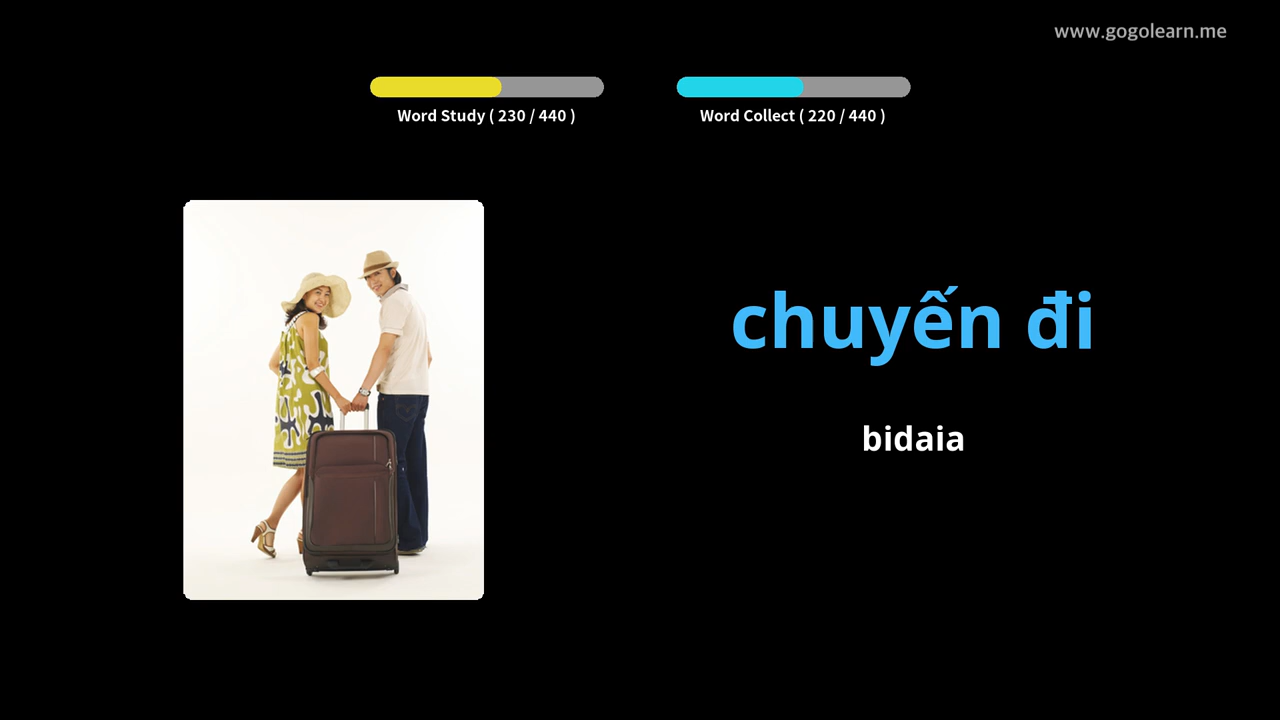 www.gogolearn.me
Word Study ( 230 / 440 )
Word Collect ( 220 / 440 )
chuyến đi
bidaia